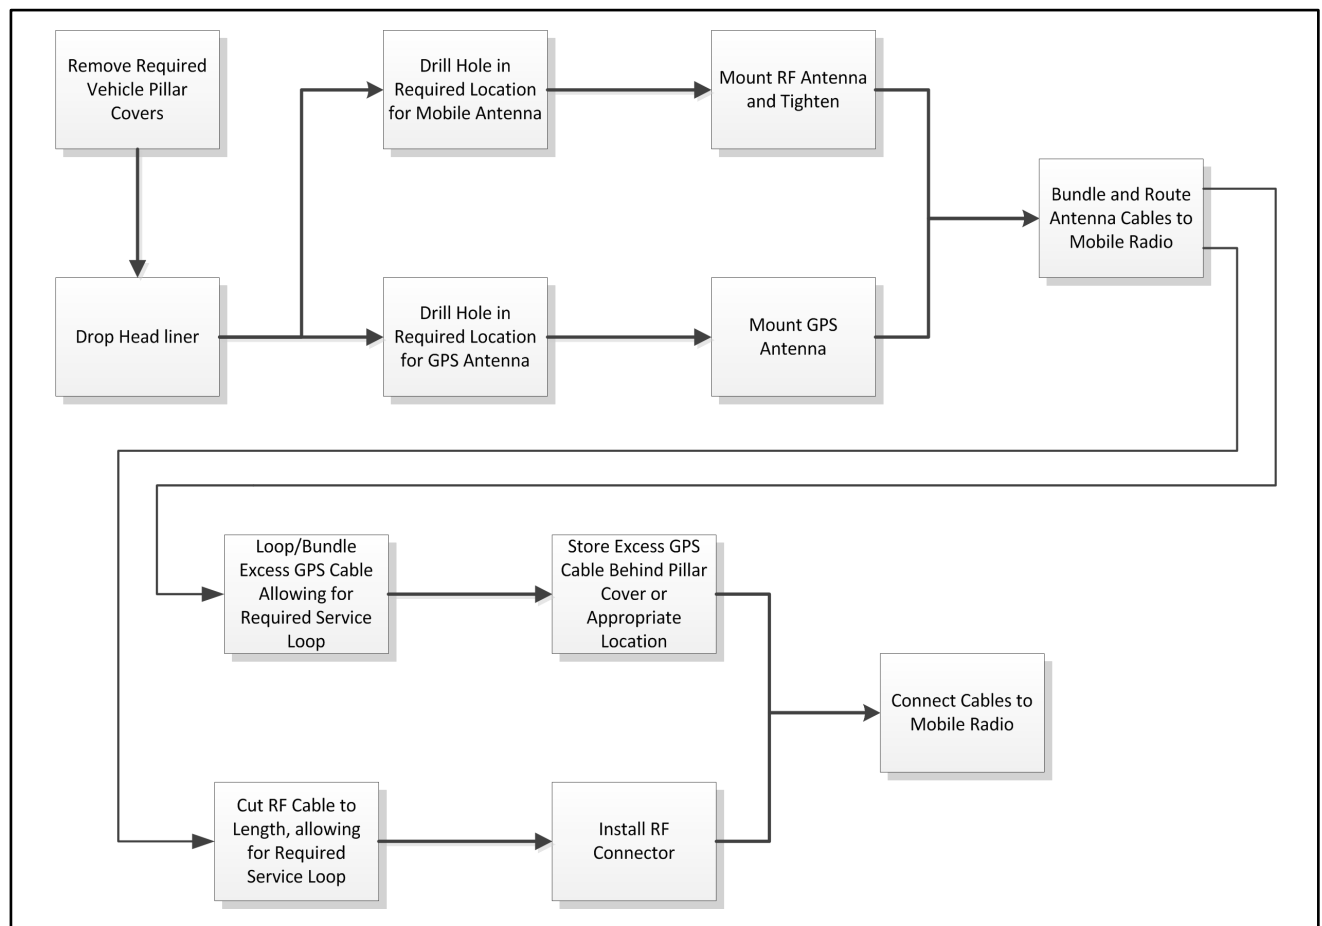 Remove Required
Vehicle Pillar
Covers
Drill Hole in
Required Location
for Mobile Antenna
Mount RF Antenna
and Tighten
Bundle and Route
Antenna Cables to
Mobile Radio
Drop Head liner
Drill Hole in
Required Location
for GPS Antenna
Mount GPS
Antenna
Loop/Bundle
Excess GPS Cable
Allowing for
Required Service
Loop
Store Excess GPS
Cable Behind Pillar
Cover or
Appropriate
Location
Connect Cables to
Mobile Radio
Cut RF Cable to
Length, allowing
for Required
Service Loop
Install RF
Connector